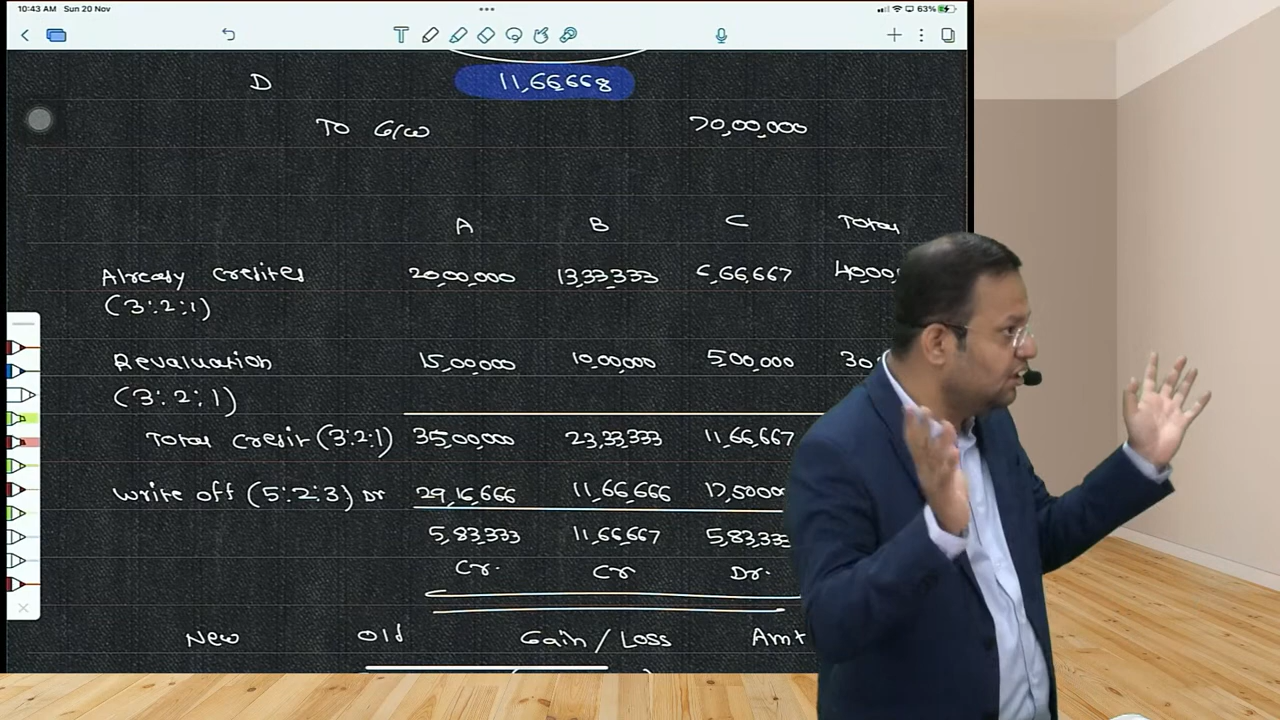 10:43 AM Sun 20 Nov
63%
D 11,66,668
TO G/W 70,00,000
A B C Total
Already credited 20,00,000 13,33,333 6,66,667 40,00,
(3:2:1)
Revaluation 15,00,000 10,00,000 5,00,000 30,
(3:2:1)
Total credit (3:2:1) 35,00,000 23,33,333 11,66,667
Write off (5:2:3) Dr 29,16,666 11,66,666 17,5000
5,83,333 11,66,667 5,83,333
Cr. Cr Dr.
New Old Gain / Loss Amt